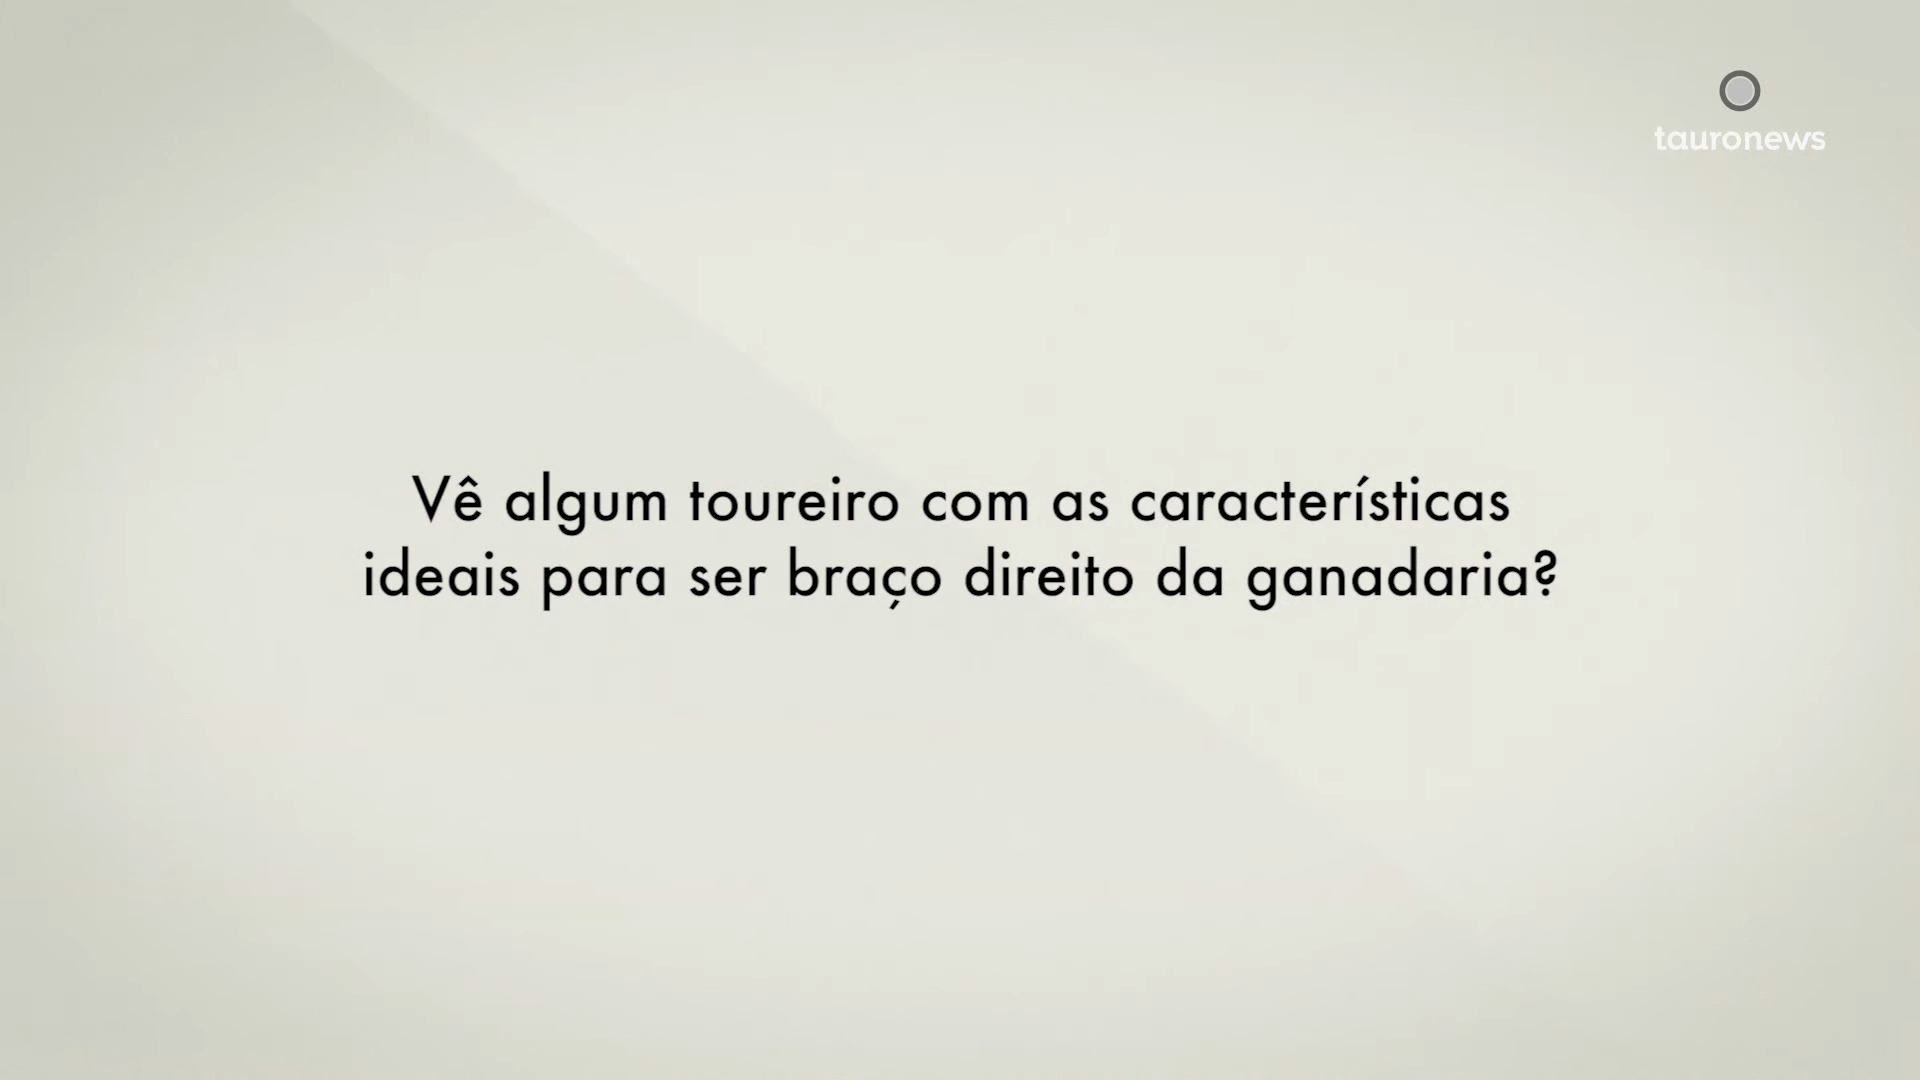 tauronews
Vê algum toureiro com as características
ideais para ser braço direito da ganadaria?